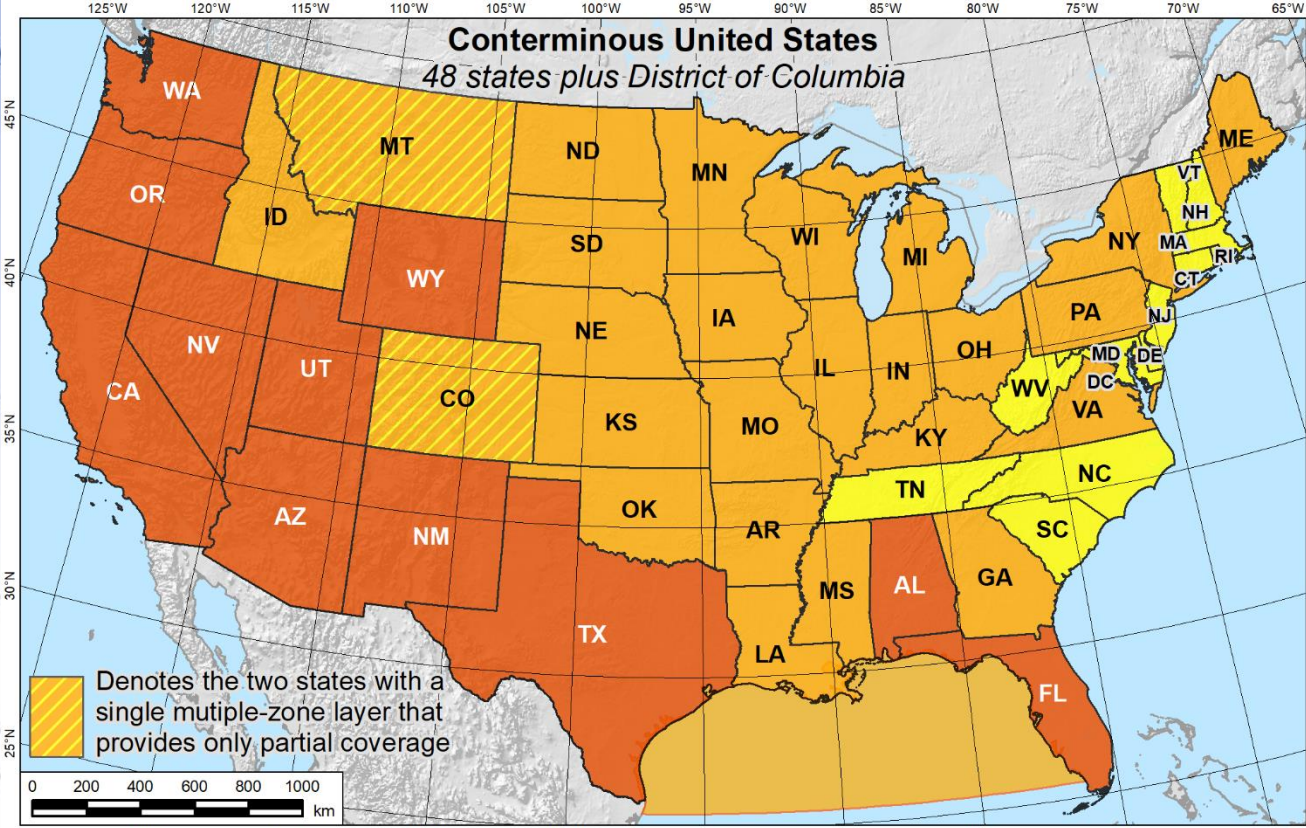 125°W 120°W 115°W 110°W 105°W 100°W 95°W 90°W 85°W 80°W 75°W 70°W 65°W
Conterminous United States
48 states plus District of Columbia
45°N
40°N
35°N
30°N
25°N
WA
MT
ND
MN
ME
VT
OR
ID
SD
WI
MI
NY
NH
MA
RI
CT
WY
NE
IA
PA
NJ
NV
UT
CO
IL
IN
OH
MD
DE
DC
WV
VA
CA
KS
MO
KY
AZ
NM
OK
AR
TN
NC
SC
TX
LA
MS
AL
GA
FL
Denotes the two states with a
single mutiple-zone layer that
provides only partial coverage
0 200 400 600 800 1000
km